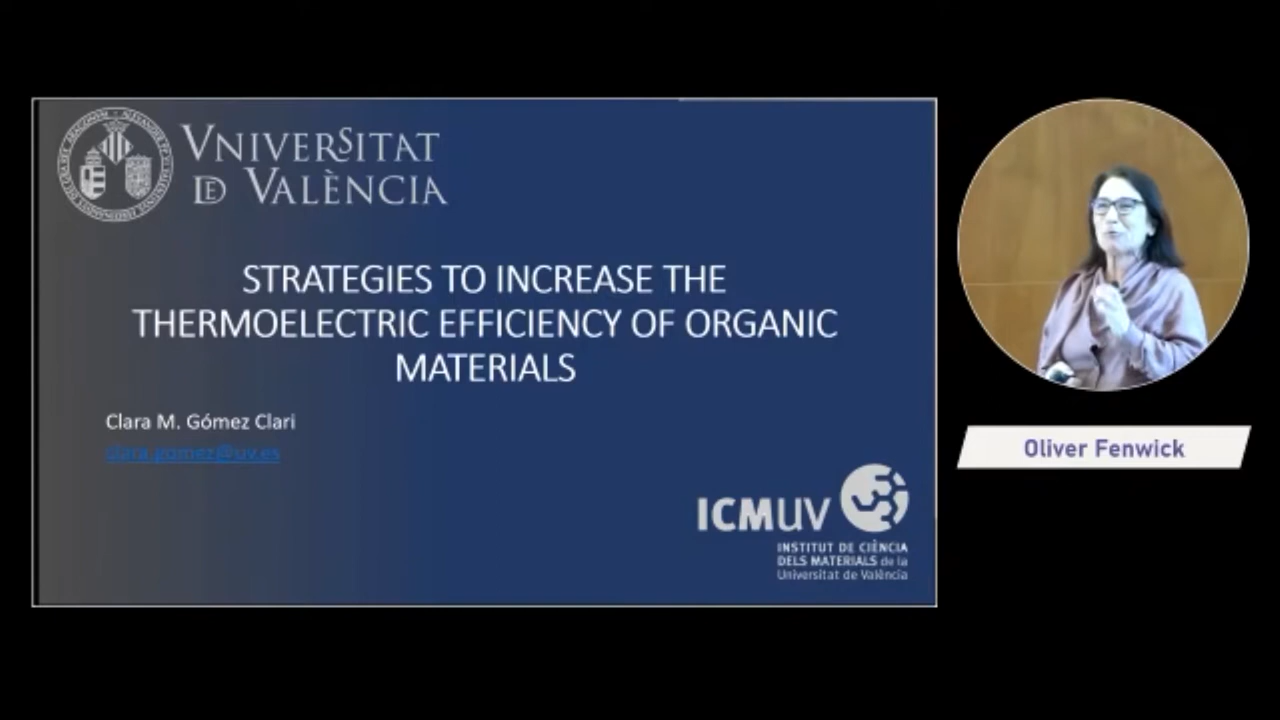 VNIVERSITAT
DE VALÈNCIA
STRATEGIES TO INCREASE THE
THERMOELECTRIC EFFICIENCY OF ORGANIC
MATERIALS
Clara M. Gómez Clari
clara.gomez@uv.es
ICMUV
INSTITUT DE CIÈNCIA
DELS MATERIALS de la
Universitat de València
Oliver Fenwick